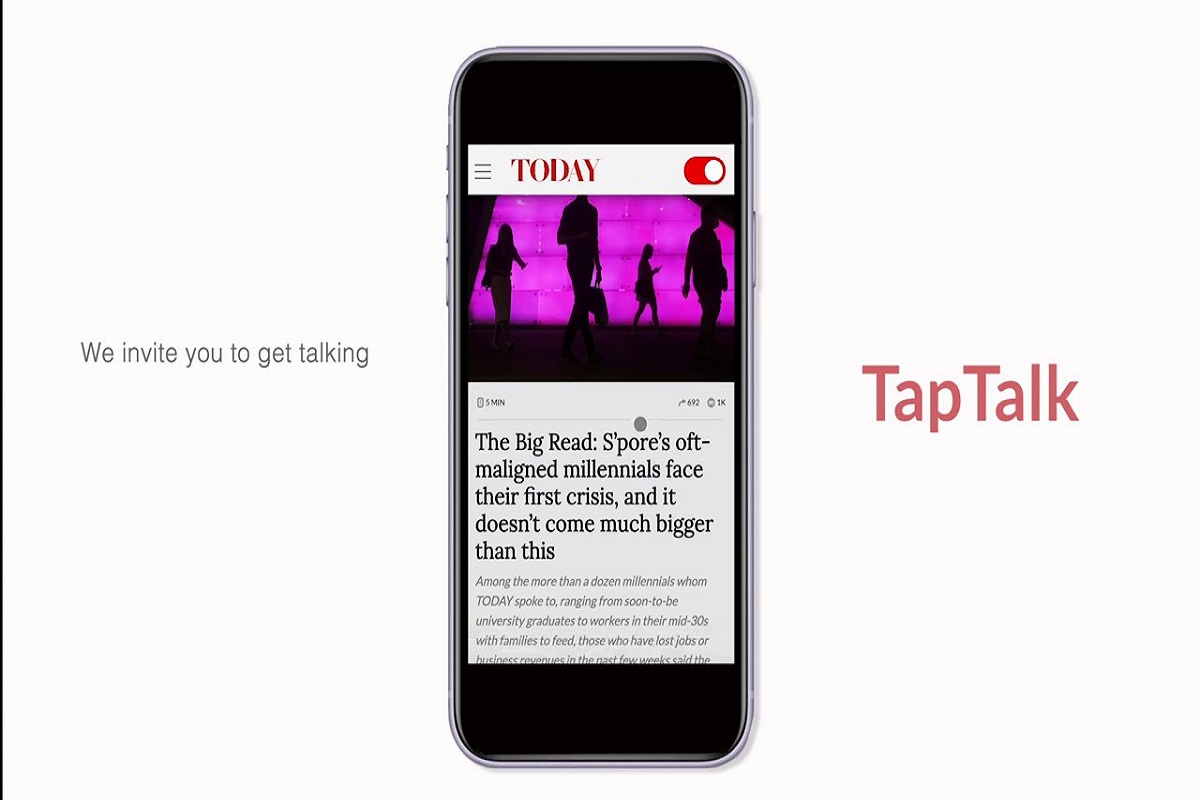 We invite you to get talking
TODAY
5 MIN
692
1K
The Big Read: S'pore's oft-
maligned millennials face
their first crisis, and it
doesn't come much bigger
than this
Among the more than a dozen millennials whom
TODAY spoke to, ranging from soon-to-be
university graduates to workers in their mid-30s
with families to feed, those who have lost jobs or
business revenues in the past few weeks said the
TapTalk